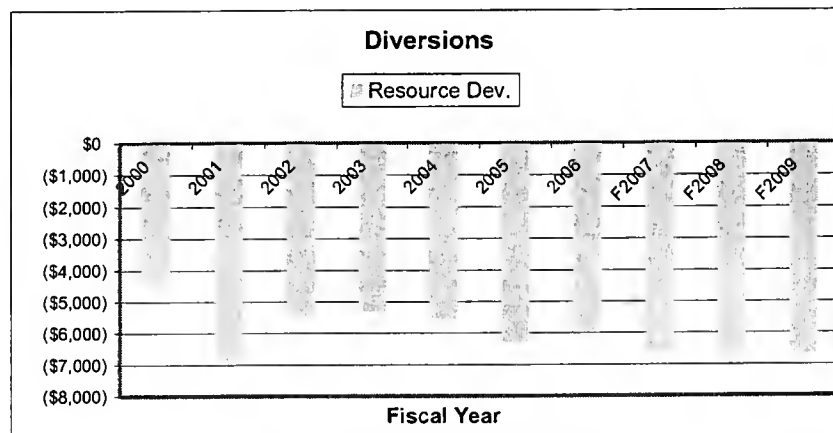 Diversions
Resource Dev.
$0
($1,000)
($2,000)
($3,000)
($4,000)
($5,000)
($6,000)
($7,000)
($8,000)
2000
2001
2002
2003
2004
2005
2006
F2007
F2008
F2009
Fiscal Year